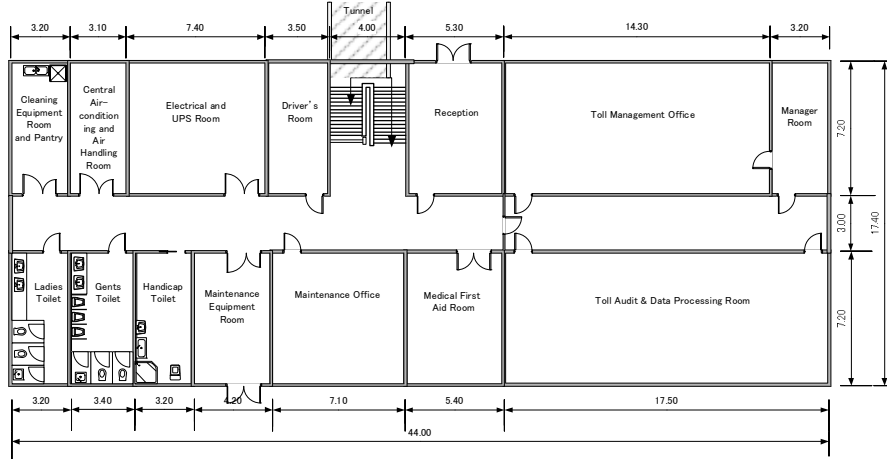 Tunnel
3.20
3.10
7.40
3.50
4.00
5.30
14.30
3.20
Cleaning
Equipment
Room
and Pantry
Central
Air-
condition
ing and
Air
Handling
Room
Electrical and
UPS Room
Driver's
Room
Reception
Toll Management Office
Manager
Room
7.20
3.00
17.40
7.20
Ladies
Toilet
Gents
Toilet
Handicap
Toilet
Maintenance
Equipment
Room
Maintenance Office
Medical First
Aid Room
Toll Audit & Data Processing Room
3.20
3.40
3.20
4.20
7.10
5.40
17.50
44.00